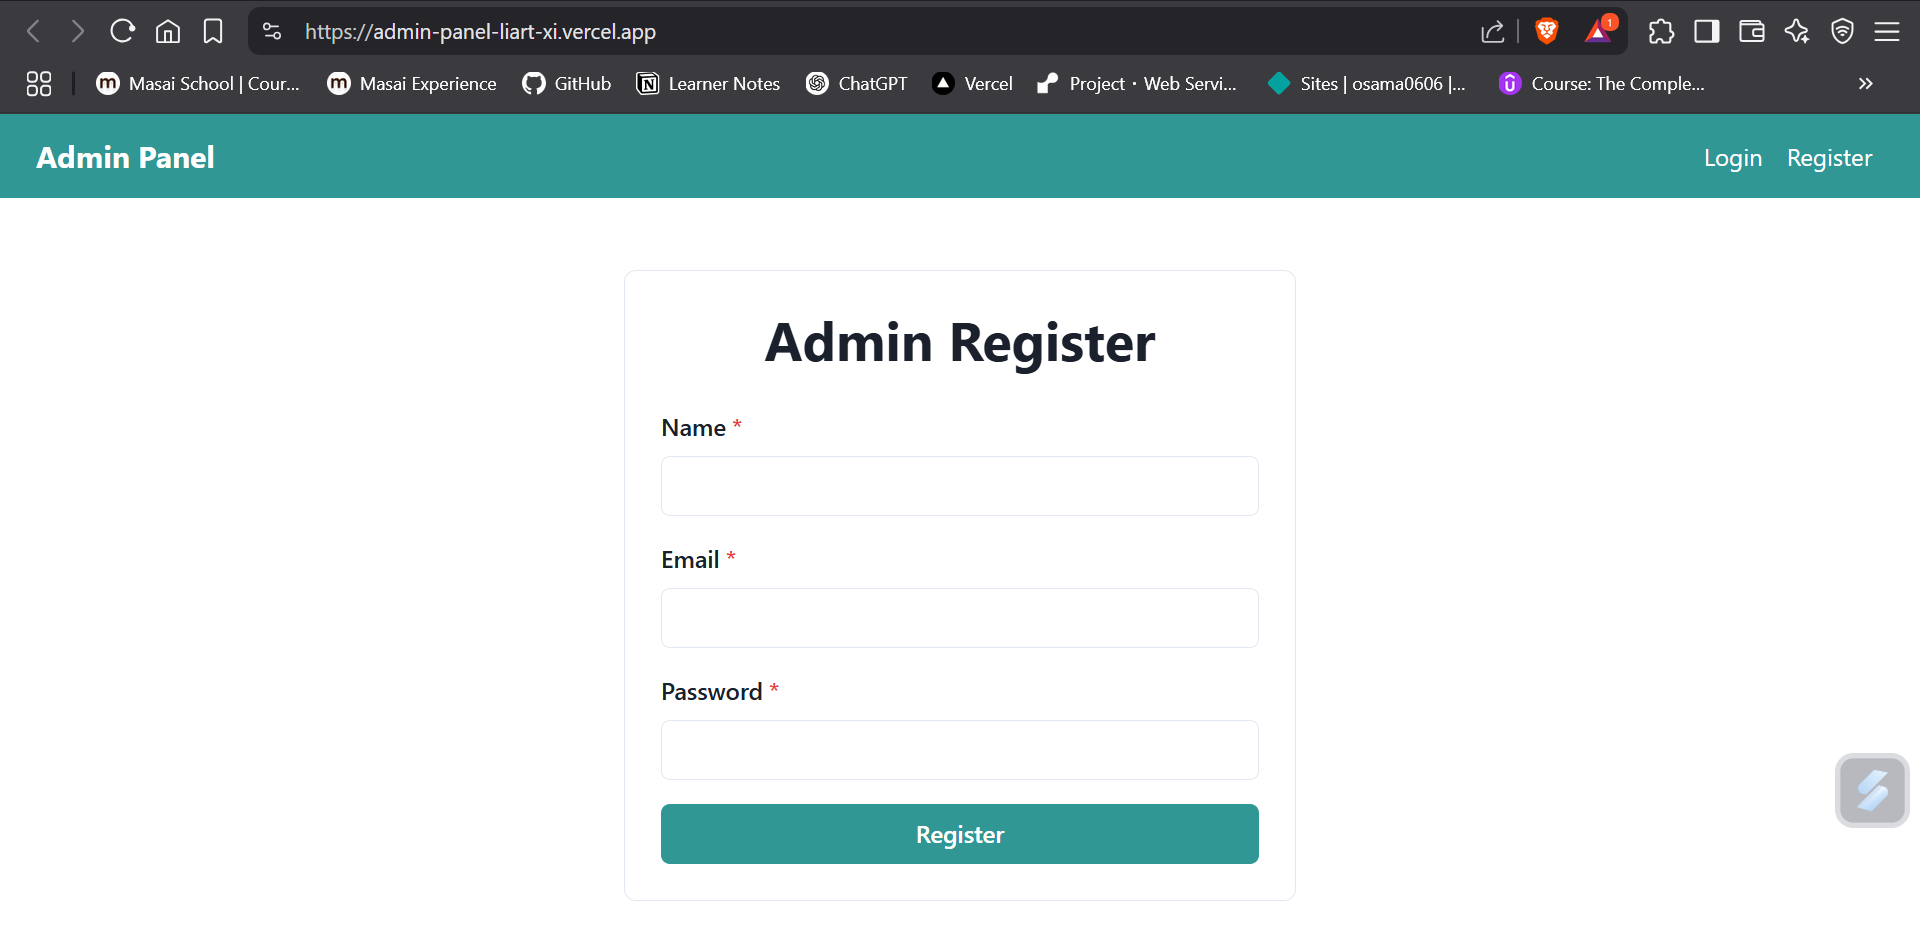 https://admin-panel-liart-xi.vercel.app
1
Masai School | Cour... Masai Experience GitHub Learner Notes ChatGPT Vercel Project · Web Servi... Sites | osama0606 |... Course: The Comple... »
Admin Panel Login Register
Admin Register
Name *
Email *
Password *
Register